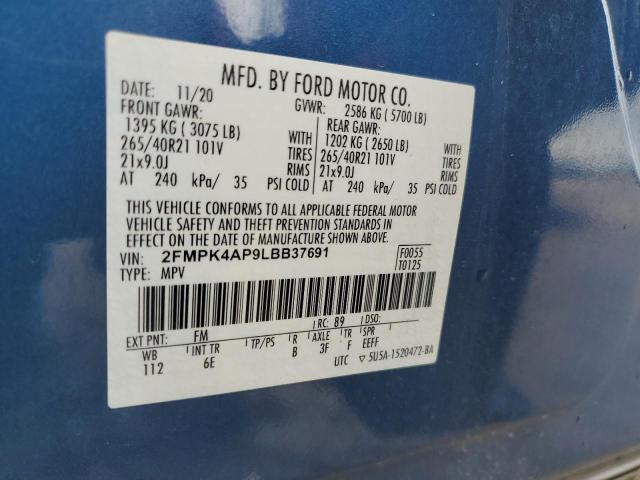 MFD. BY FORD MOTOR CO.
DATE: 11/20 GVWR: 2586 KG ( 5700 LB)
FRONT GAWR: REAR GAWR:
1395 KG ( 3075 LB) WITH 1202 KG ( 2650 LB) WITH
265/40R21 101V TIRES 265/40R21 101V TIRES
21x9.0J RIMS 21x9.0J RIMS
AT 240 kPa/ 35 PSI COLD AT 240 kPa/ 35 PSI COLD
THIS VEHICLE CONFORMS TO ALL APPLICABLE FEDERAL MOTOR
VEHICLE SAFETY AND THEFT PREVENTION STANDARDS IN
EFFECT ON THE DATE OF MANUFACTURE SHOWN ABOVE.
VIN: 2FMPK4AP9LBB37691 F0055
TYPE: MPV T0125
EXT PNT: FM RC: 89 DSO:
WB INT TR TP/PS R AXLE TR SPR
112 6E B 3F F EEFF
UTC ▽ 5U5A-1520472-BA